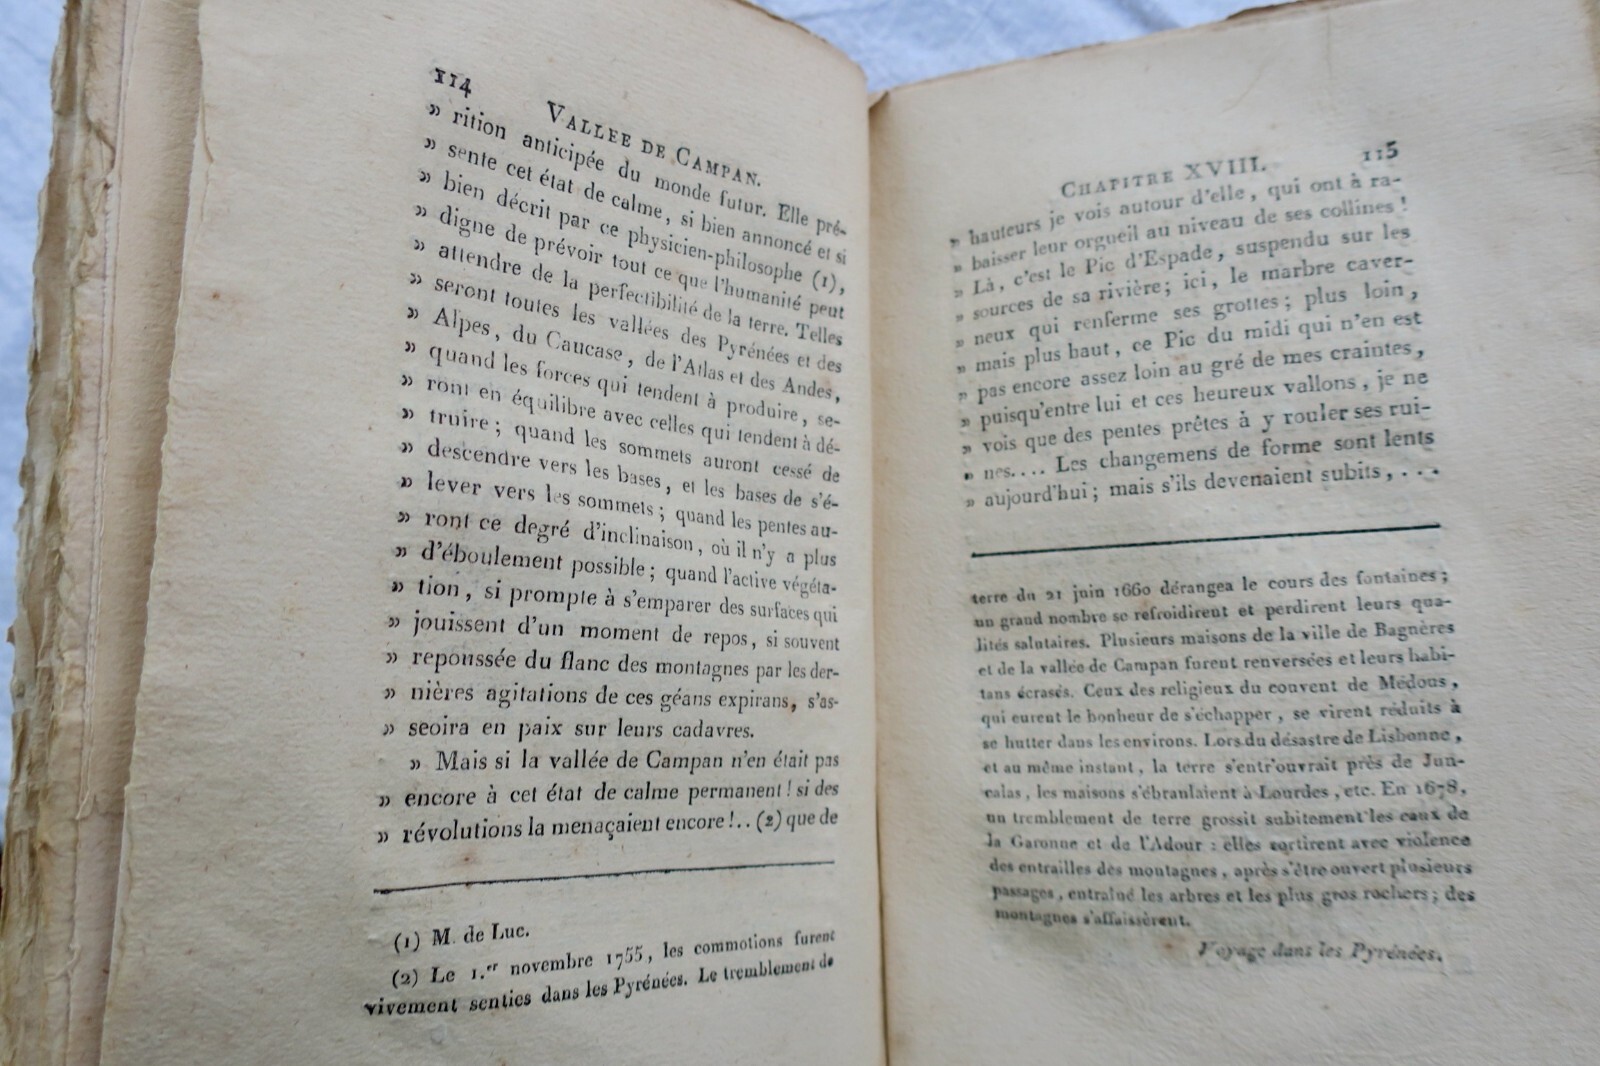 114
VALLEE DE CAMPAN.
» rition anticipée du monde futur. Elle pré-
» sente cet état de calme, si bien annoncé et si
» bien décrit par ce physicien-philosophe (1),
» digne de prévoir tout ce que l'humanité peut
» attendre de la perfectibilité de la terre. Telles
» seront toutes les vallées des Pyrénées et des
» Alpes, du Caucase, de l'Atlas et des Andes,
» quand les forces qui tendent à produire, se-
» ront en équilibre avec celles qui tendent à dé-
» truire ; quand les sommets auront cessé de
» descendre vers les bases, et les bases de s'é-
» lever vers les sommets ; quand les pentes au-
» ront ce degré d'inclinaison, où il n'y a plus
» d'éboulement possible ; quand l'active végéta-
» tion, si prompte à s'emparer des surfaces qui
» jouissent d'un moment de repos, si souvent
» repoussée du flanc des montagnes par les der-
» nières agitations de ces géans expirans, s'as-
» seoira en paix sur leurs cadavres.
» Mais si la vallée de Campan n'en était pas
» encore à cet état de calme permanent ! si des
» révolutions la menaçaient encore !.. (2) que de
(1) M. de Luc.
(2) Le 1.er novembre 1755, les commotions furent
vivement senties dans les Pyrénées. Le tremblement de
CHAPITRE XVIII. 115
» hauteurs je vois autour d'elle, qui ont à ra-
» baisser leur orgueil au niveau de ses collines !
» Là, c'est le Pic d'Espade, suspendu sur les
» sources de sa rivière ; ici, le marbre caver-
» neux qui renferme ses grottes ; plus loin,
» mais plus haut, ce Pic du midi qui n'en est
» pas encore assez loin au gré de mes craintes,
» puisqu'entre lui et ces heureux vallons, je ne
» vois que des pentes prêtes à y rouler ses rui-
» nes.... Les changemens de forme sont lents
» aujourd'hui ; mais s'ils devenaient subits, ...
terre du 21 juin 1660 dérangea le cours des fontaines ;
un grand nombre se refroidirent et perdirent leurs qua-
lités salutaires. Plusieurs maisons de la ville de Bagnères
et de la vallée de Campan furent renversées et leurs habi-
tans écrasés. Ceux des religieux du couvent de Médous,
qui eurent le bonheur de s'échapper, se virent réduits à
se hutter dans les environs. Lors du désastre de Lisbonne,
et au même instant, la terre s'entr'ouvrait près de Jun-
calas, les maisons s'ébranlaient à Lourdes, etc. En 1678,
un tremblement de terre grossit subitement les eaux de
la Garonne et de l'Adour : elles sortirent avec violence
des entrailles des montagnes, après s'être ouvert plusieurs
passages, entraîné les arbres et les plus gros rochers ; des
montagnes s'affaissèrent.
Voyage dans les Pyrénées.